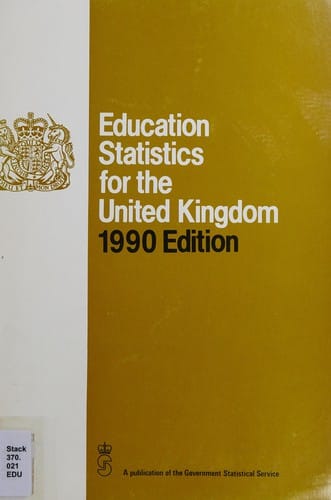 Education
Statistics
for the
United Kingdom
1990 Edition
Stack
370.
021
EDU
A publication of the Government Statistical Service